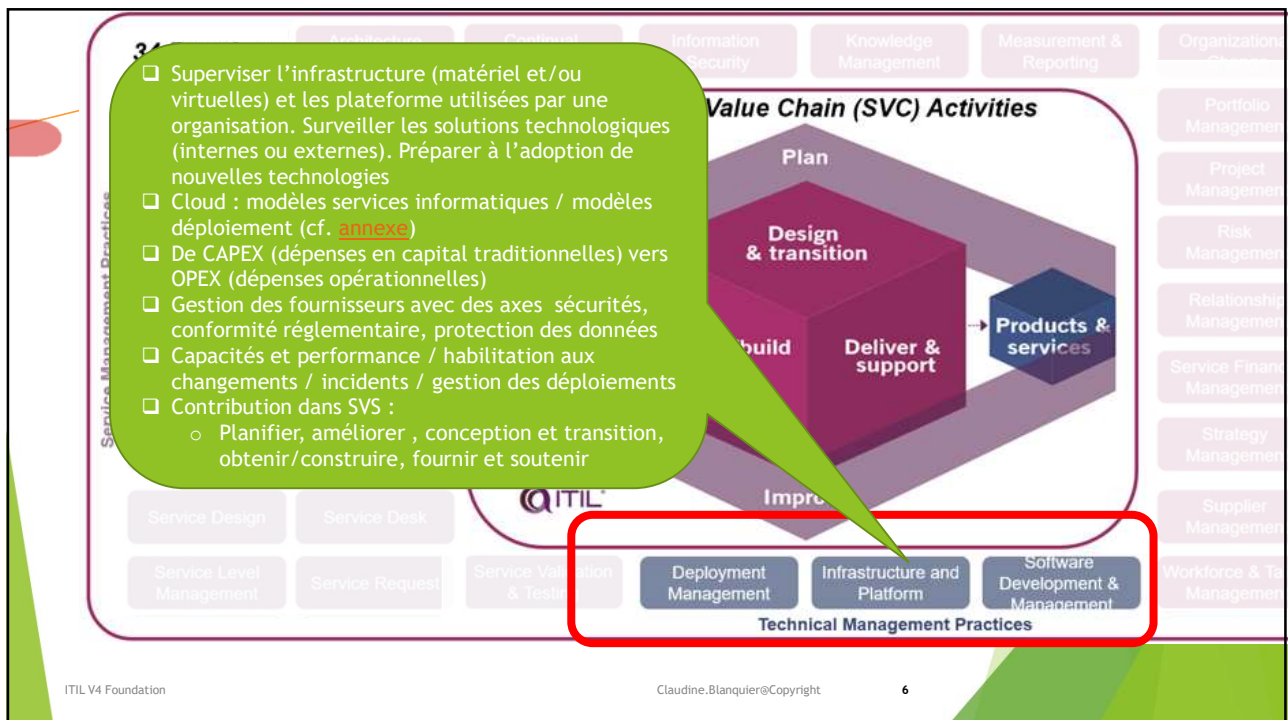 34
Architecture
Continual
Information
Security
Knowledge
Management
Measurement &
Reporting
Organizationa
Change
❑ Superviser l’infrastructure (matériel et/ou
virtuelles) et les plateforme utilisées par une
organisation. Surveiller les solutions technologiques
(internes ou externes). Préparer à l’adoption de
nouvelles technologies
❑ Cloud : modèles services informatiques / modèles
déploiement (cf. annexe)
❑ De CAPEX (dépenses en capital traditionnelles) vers
OPEX (dépenses opérationnelles)
❑ Gestion des fournisseurs avec des axes sécurités,
conformité réglementaire, protection des données
❑ Capacités et performance / habilitation aux
changements / incidents / gestion des déploiements
❑ Contribution dans SVS :
o Planifier, améliorer , conception et transition,
obtenir/construire, fournir et soutenir
Service Management Practices
Value Chain (SVC) Activities
Plan
Design
& transition
build
Deliver &
support
Products &
services
Impro
ITIL
Portfolio
Managemen
Project
Managemen
Risk
Managemen
Relationship
Managemen
Service Financ
Managemen
Strategy
Managemen
Supplier
Managemen
Workforce & Ta
Managemen
Service Design
Service Desk
Service Level
Management
Service Request
Service Validation
& Testing
Deployment
Management
Infrastructure and
Platform
Software
Development &
Management
Technical Management Practices
ITIL V4 Foundation
Claudine.Blanquier@Copyright
6